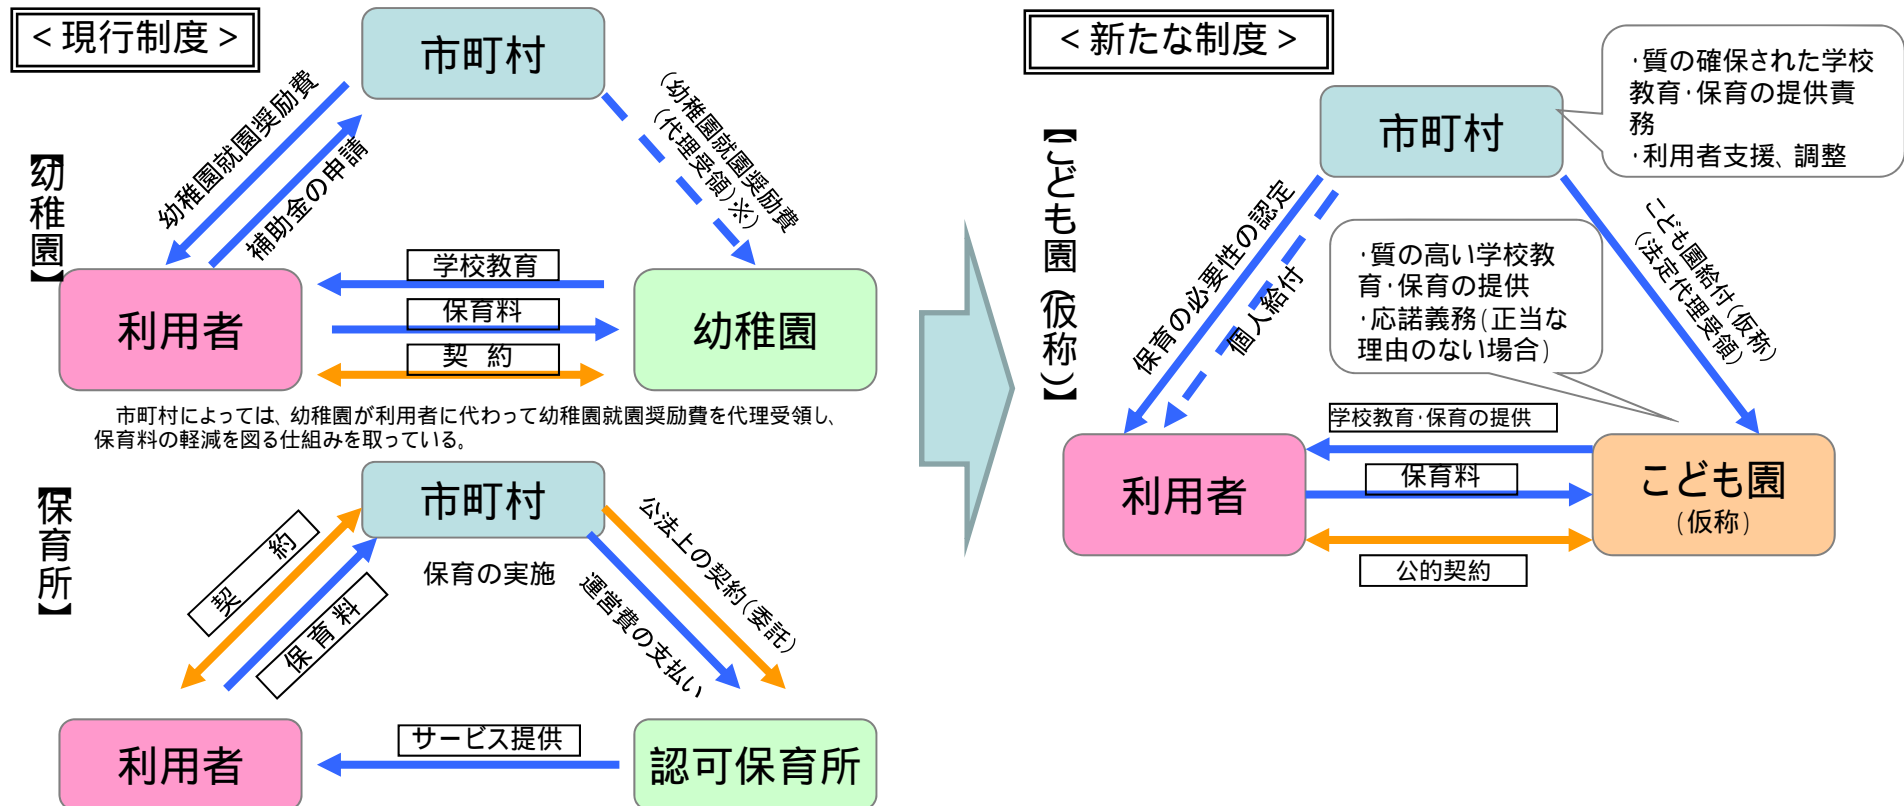 ＜現行制度＞
市町村
幼稚園就園奨励費
補助金の申請
（幼稚園就園奨励費
（代理受領）※）
【幼稚園】
学校教育
保育料
契　約
利用者
幼稚園
市町村によっては、幼稚園が利用者に代わって幼稚園就園奨励費を代理受領し、
保育料の軽減を図る仕組みを取っている。
【保育所】
市町村
保育の実施
契　約
保育料
公法上の契約（委託）
運営費の支払い
サービス提供
利用者
認可保育所
＜新たな制度＞
【こども園（仮称）】
市町村
・質の確保された学校
教育・保育の提供責
務
・利用者支援、調整
保育の必要性の認定
個人給付
・質の高い学校教
育・保育の提供
・応諾義務（正当な
理由のない場合）
こども園給付（仮称）
（法定代理受領）
学校教育・保育の提供
保育料
公的契約
利用者
こども園
（仮称）